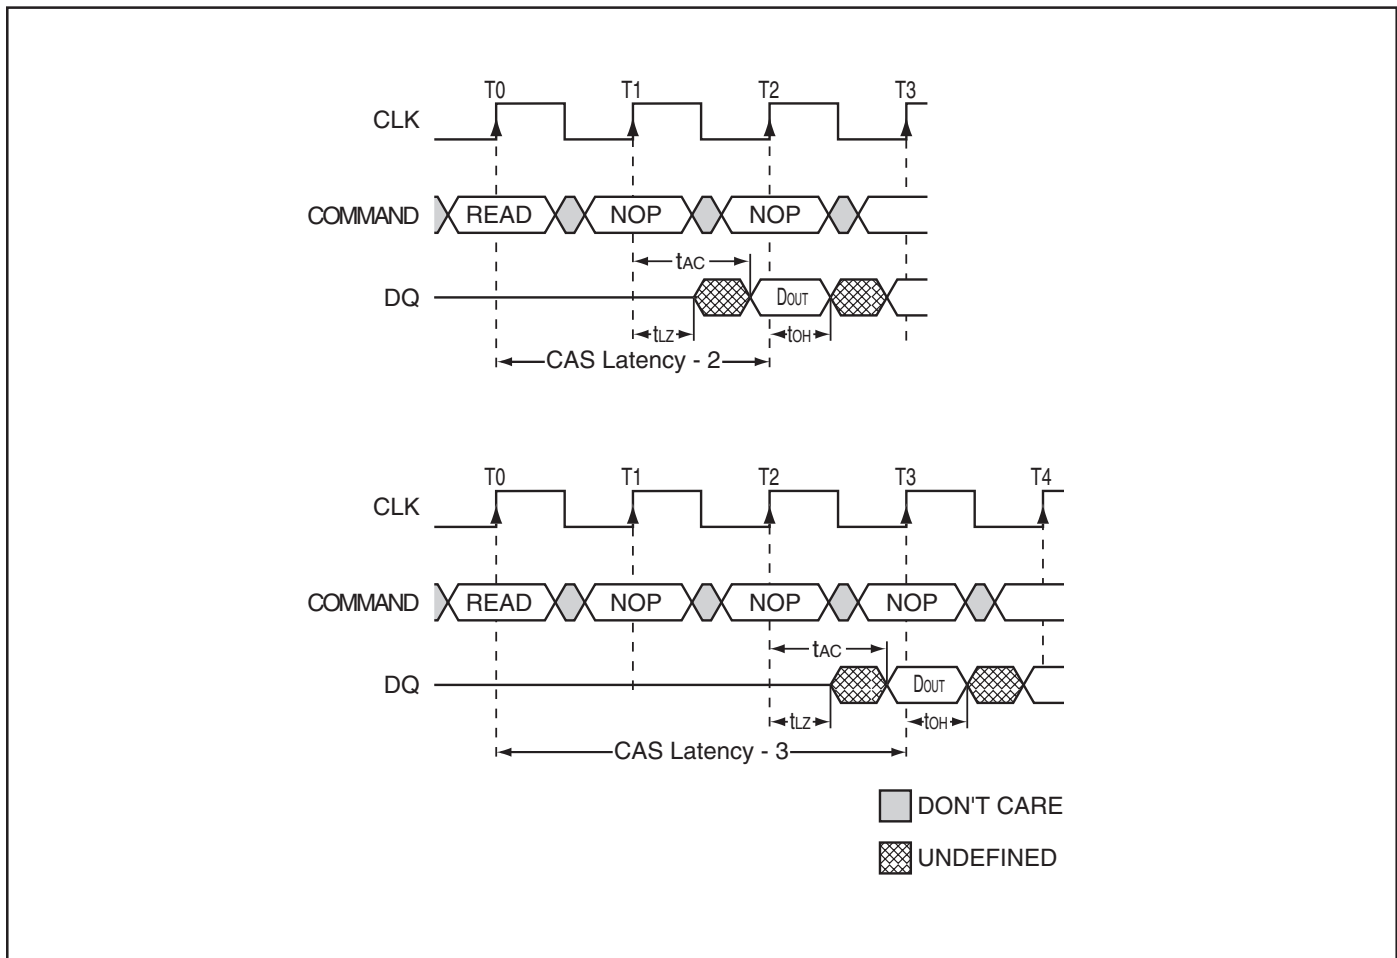 T0 T1 T2 T3
CLK
COMMAND READ NOP NOP
tAC
DQ DOUT
tLZ tOH
CAS Latency - 2
T0 T1 T2 T3 T4
CLK
COMMAND READ NOP NOP NOP
tAC
DQ DOUT
tLZ tOH
CAS Latency - 3
DON'T CARE
UNDEFINED